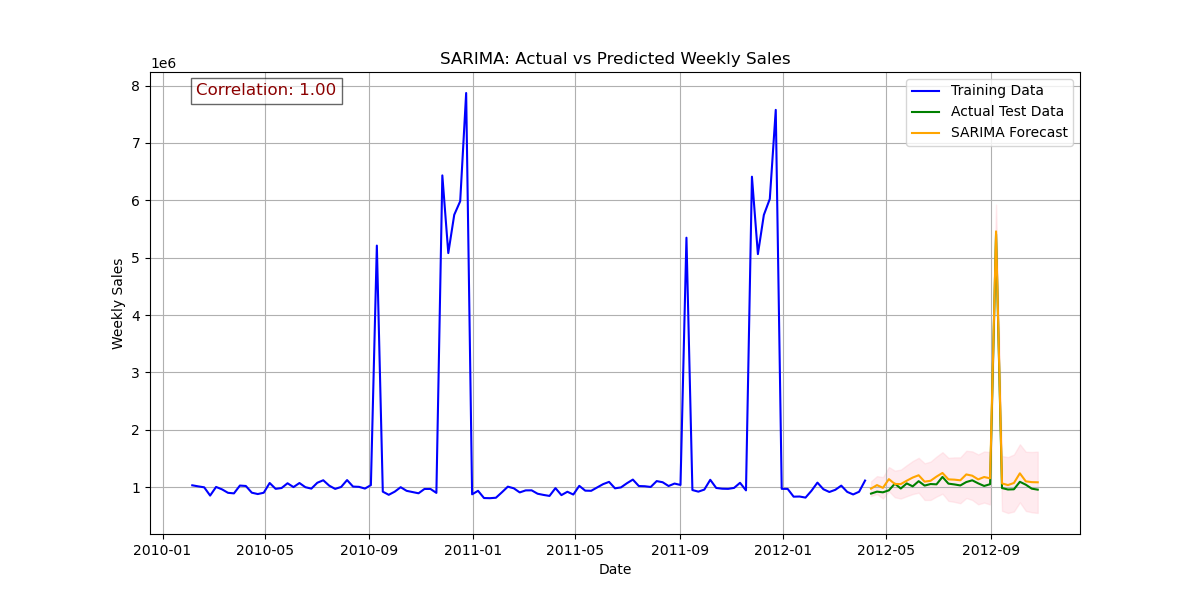 SARIMA: Actual vs Predicted Weekly Sales
1e6
Correlation: 1.00
Training Data
Actual Test Data
SARIMA Forecast
8
7
6
5
4
3
2
1
Weekly Sales
2010-01 2010-05 2010-09 2011-01 2011-05 2011-09 2012-01 2012-05 2012-09
Date